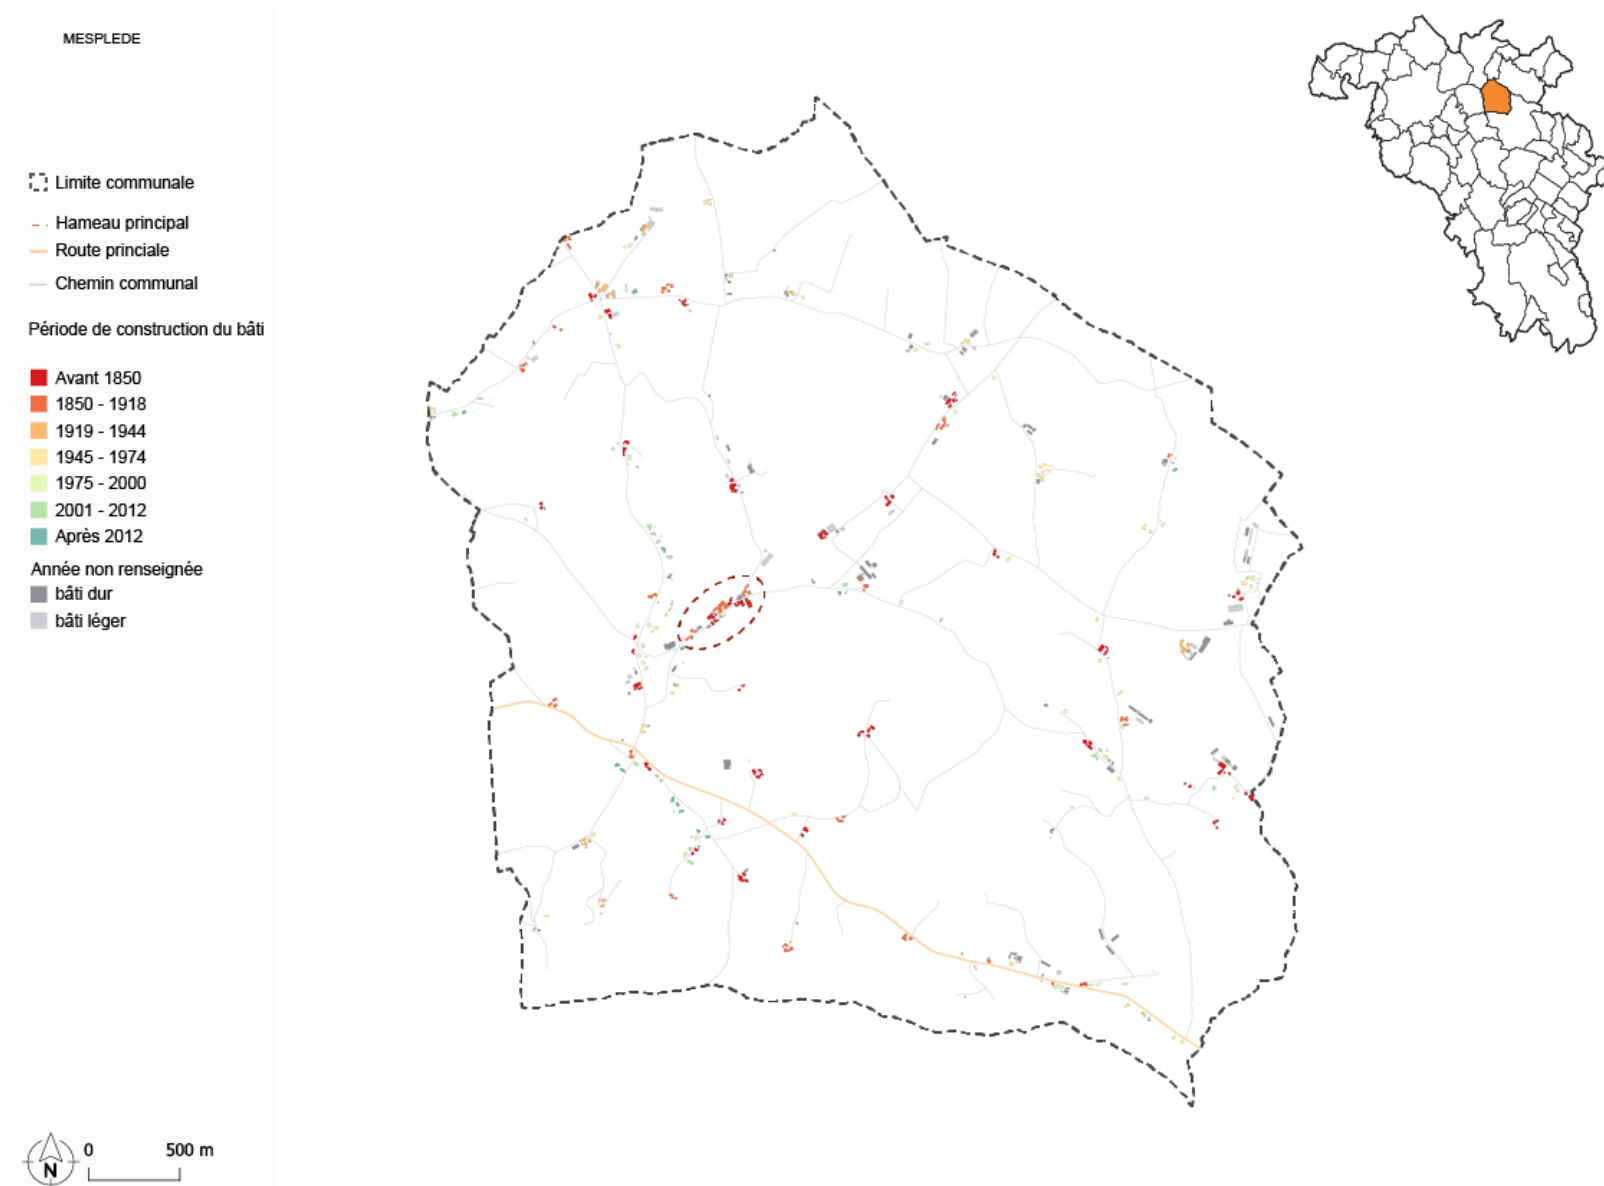 MESPLEDE
Limite communale
Hameau principal
Route princiale
Chemin communal
Période de construction du bâti
Avant 1850
1850 - 1918
1919 - 1944
1945 - 1974
1975 - 2000
2001 - 2012
Après 2012
Année non renseignée
bâti dur
bâti léger
N
0 500 m